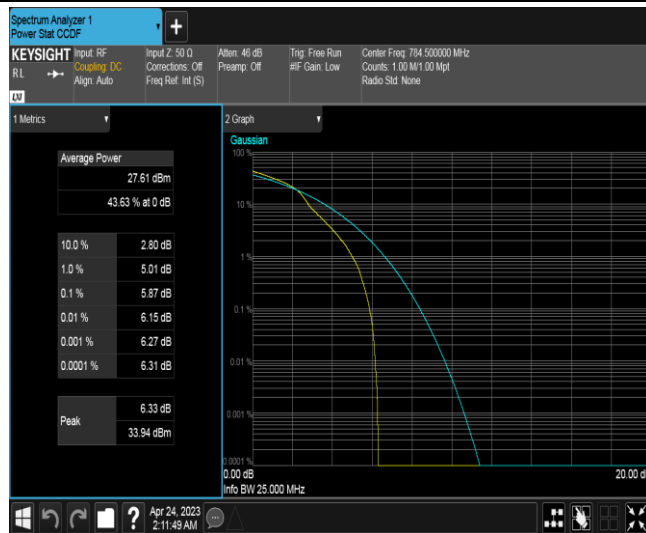 Spectrum Analyzer 1
Power Stat CCDF
+
KEYSIGHT
RL
Input: RF
Coupling: DC
Align: Auto
Input Z: 50 Ω
Corrections: Off
Freq Ref: Int (S)
Atten: 46 dB
Preamp: Off
Trig: Free Run
#IF Gain: Low
Center Freq: 784.500000 MHz
Counts: 1.00 M/1.00 Mpt
Radio Std: None
LXI
1 Metrics
Average Power
27.61 dBm
43.63 % at 0 dB
10.0 % 2.80 dB
1.0 % 5.01 dB
0.1 % 5.87 dB
0.01 % 6.15 dB
0.001 % 6.27 dB
0.0001 % 6.31 dB
Peak
6.33 dB
33.94 dBm
2 Graph
Gaussian
100 %
10 %
1 %
0.1 %
0.01 %
0.001 %
0.0001 %
0.00 dB
20.00 d
Info BW 25.000 MHz
?
Apr 24, 2023
2:11:49 AM